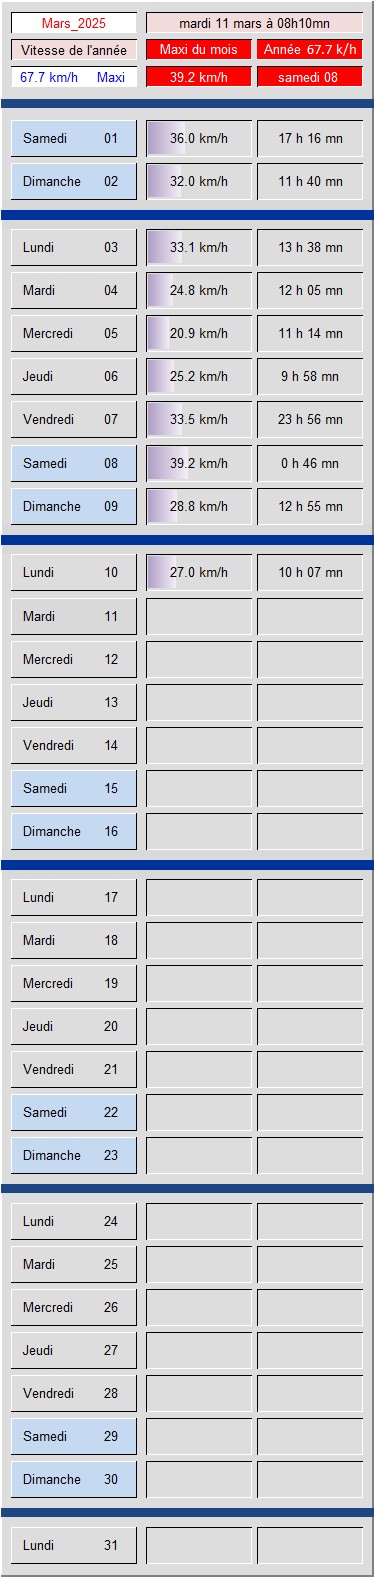 Mars_2025 mardi 11 mars à 08h10mn
Vitesse de l'année Maxi du mois Année 67.7 k/h
67.7 km/h Maxi 39.2 km/h samedi 08
Samedi 01 36.0 km/h 17 h 16 mn
Dimanche 02 32.0 km/h 11 h 40 mn
Lundi 03 33.1 km/h 13 h 38 mn
Mardi 04 24.8 km/h 12 h 05 mn
Mercredi 05 20.9 km/h 11 h 14 mn
Jeudi 06 25.2 km/h 9 h 58 mn
Vendredi 07 33.5 km/h 23 h 56 mn
Samedi 08 39.2 km/h 0 h 46 mn
Dimanche 09 28.8 km/h 12 h 55 mn
Lundi 10 27.0 km/h 10 h 07 mn
Mardi 11
Mercredi 12
Jeudi 13
Vendredi 14
Samedi 15
Dimanche 16
Lundi 17
Mardi 18
Mercredi 19
Jeudi 20
Vendredi 21
Samedi 22
Dimanche 23
Lundi 24
Mardi 25
Mercredi 26
Jeudi 27
Vendredi 28
Samedi 29
Dimanche 30
Lundi 31